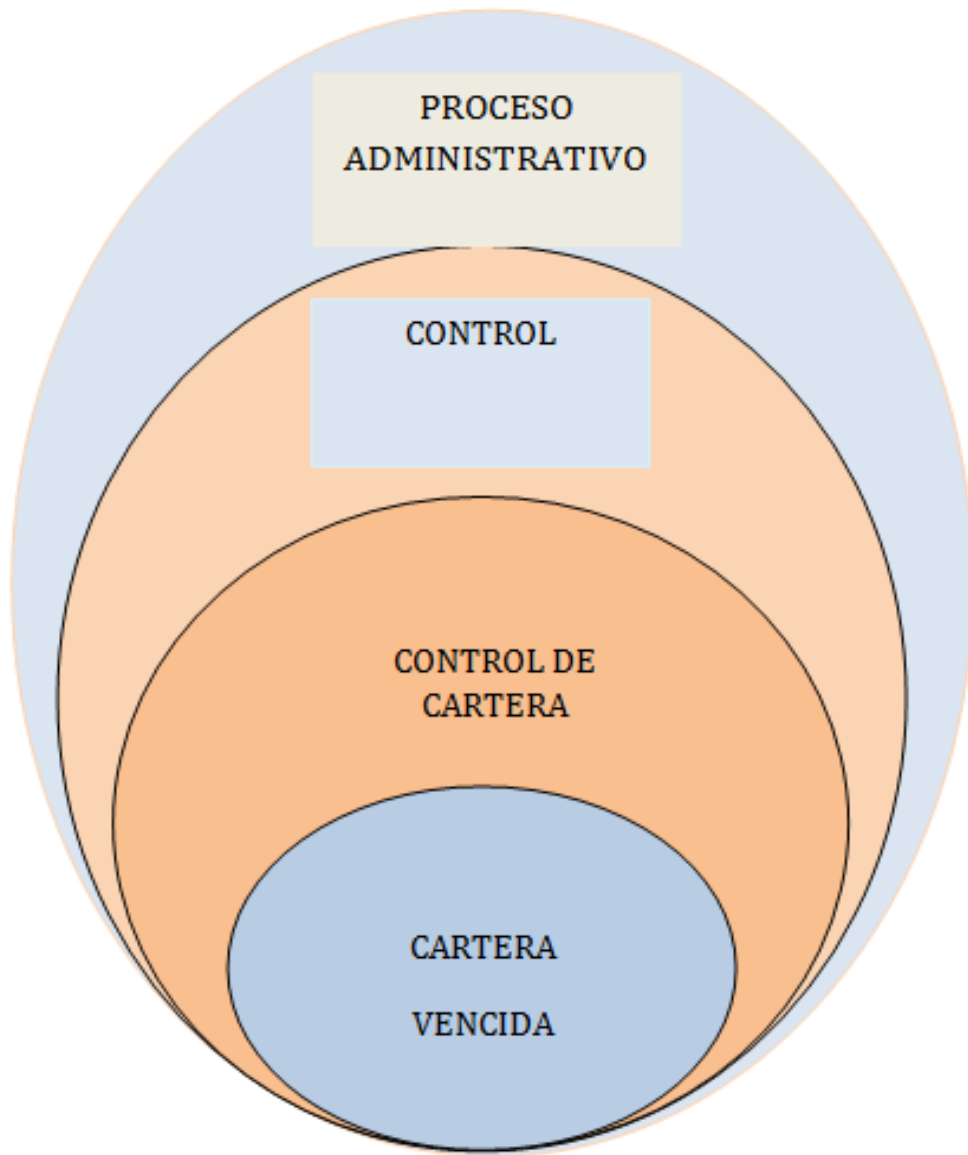 PROCESO
ADMINISTRATIVO
CONTROL
CONTROL DE
CARTERA
CARTERA
VENCIDA